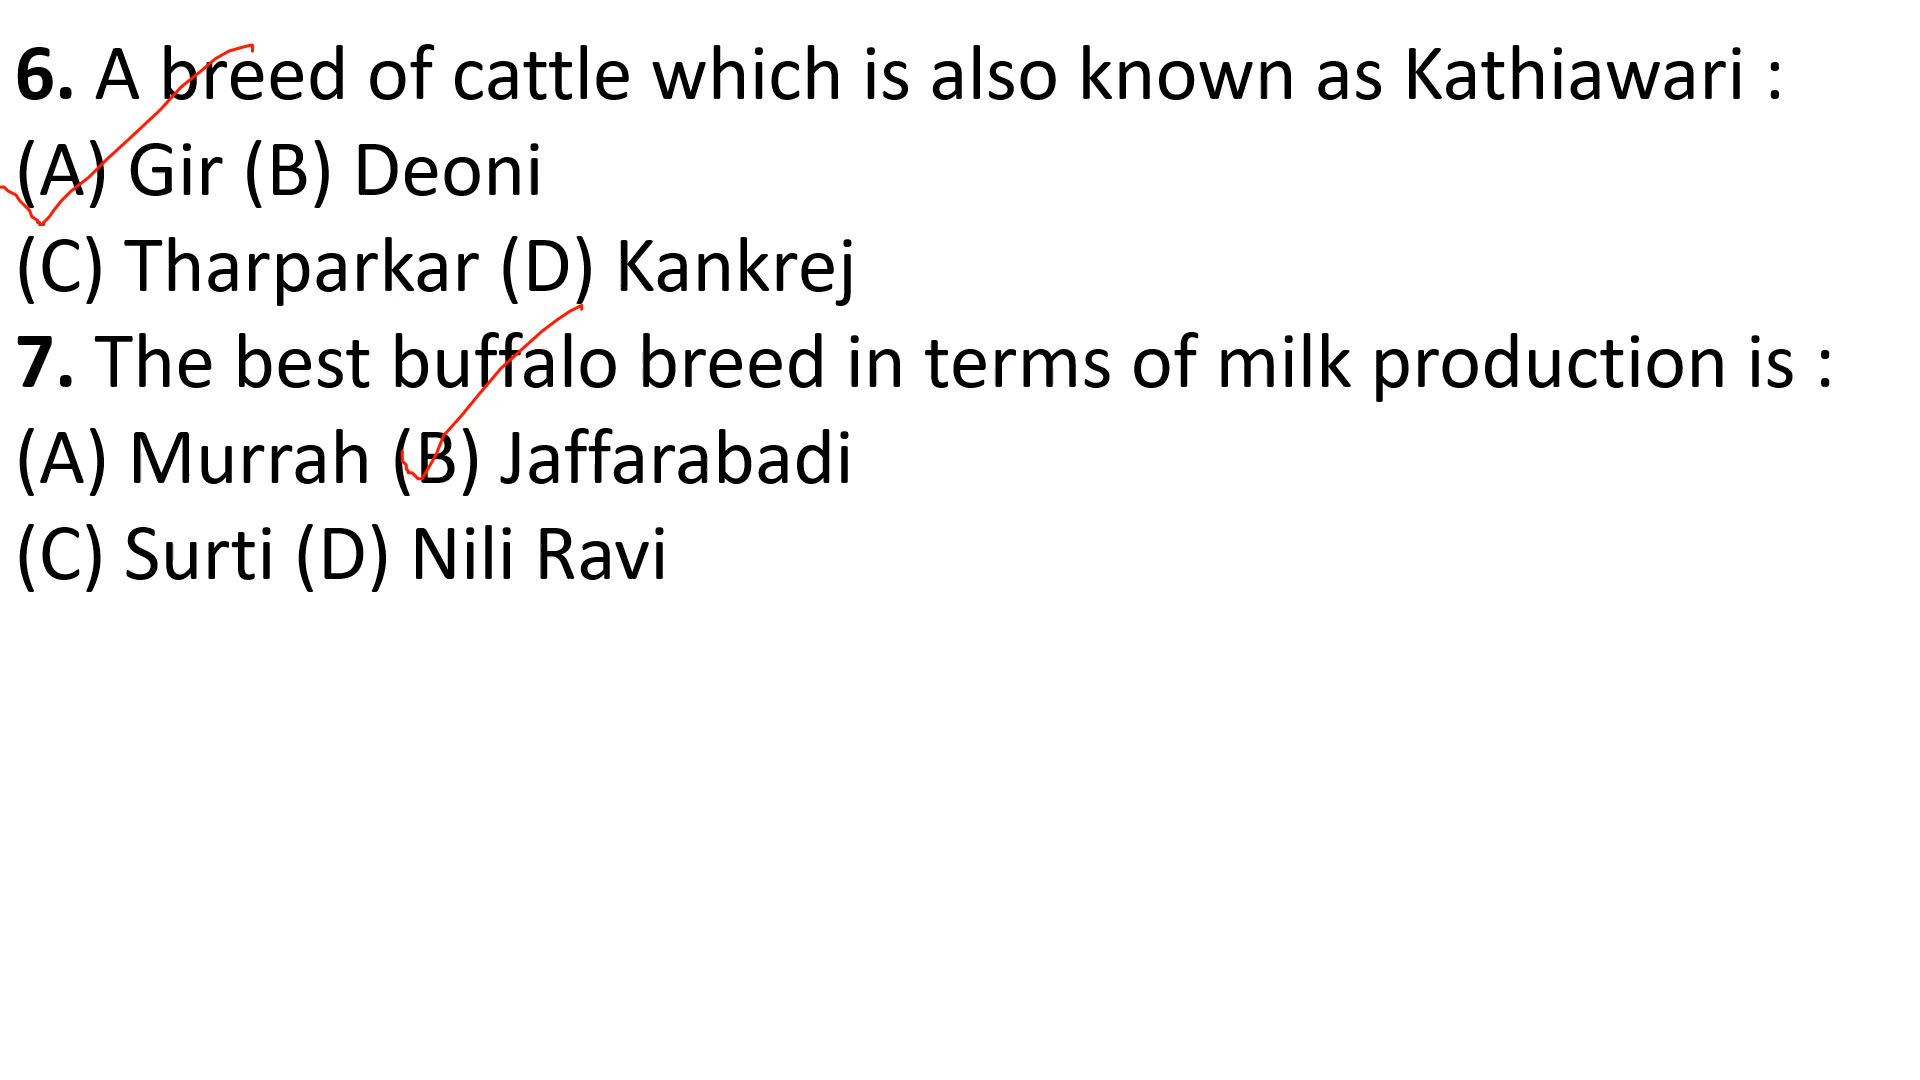 6. A breed of cattle which is also known as Kathiawari :
(A) Gir (B) Deoni
(C) Tharparkar (D) Kankrej
7. The best buffalo breed in terms of milk production is :
(A) Murrah (B) Jaffarabadi
(C) Surti (D) Nili Ravi